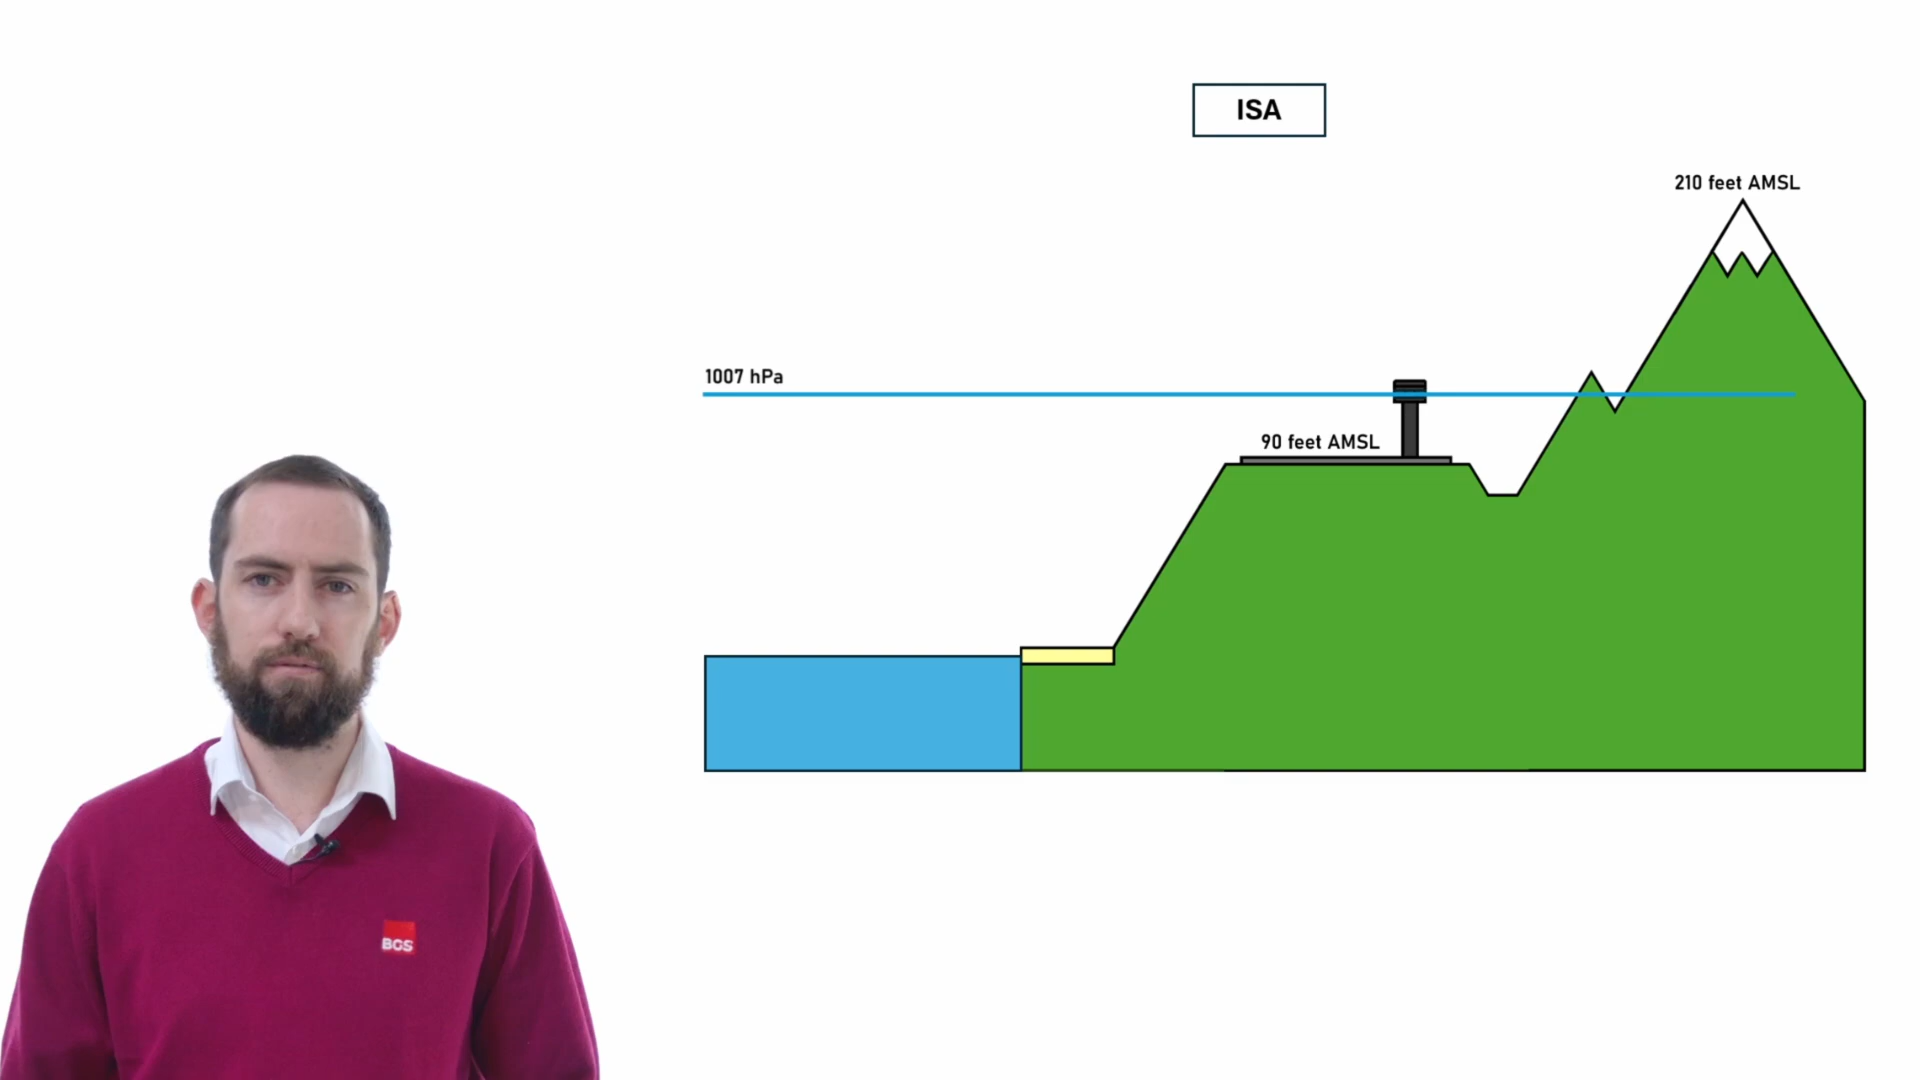 ISA
210 feet AMSL
1007 hPa
90 feet AMSL
BGS